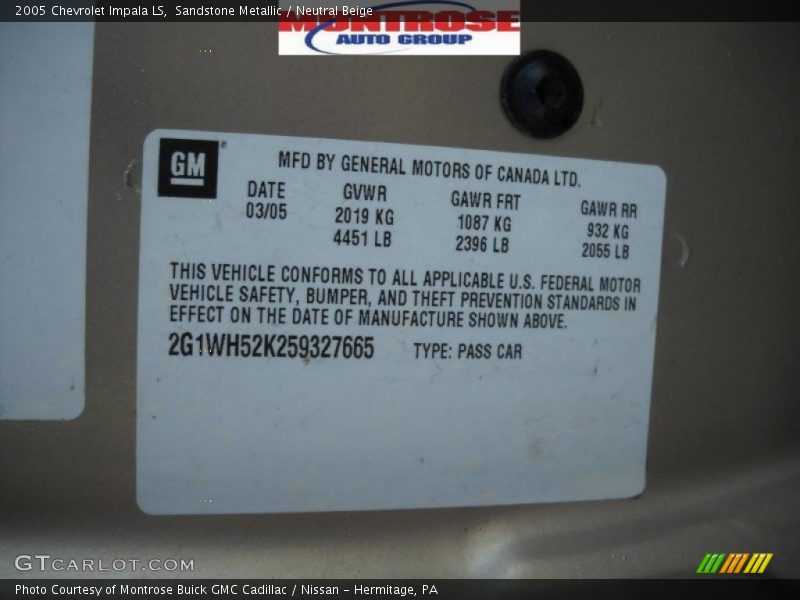 2005 Chevrolet Impala LS, Sandstone Metallic / Neutral Beige
MONTROSE
AUTO GROUP
GM
MFD BY GENERAL MOTORS OF CANADA LTD.
DATE GVWR GAWR FRT GAWR RR
03/05 2019 KG 1087 KG 932 KG
4451 LB 2396 LB 2055 LB
THIS VEHICLE CONFORMS TO ALL APPLICABLE U.S. FEDERAL MOTOR
VEHICLE SAFETY, BUMPER, AND THEFT PREVENTION STANDARDS IN
EFFECT ON THE DATE OF MANUFACTURE SHOWN ABOVE.
2G1WH52K259327665 TYPE: PASS CAR
GTCARLOT.COM
Photo Courtesy of Montrose Buick GMC Cadillac / Nissan - Hermitage, PA